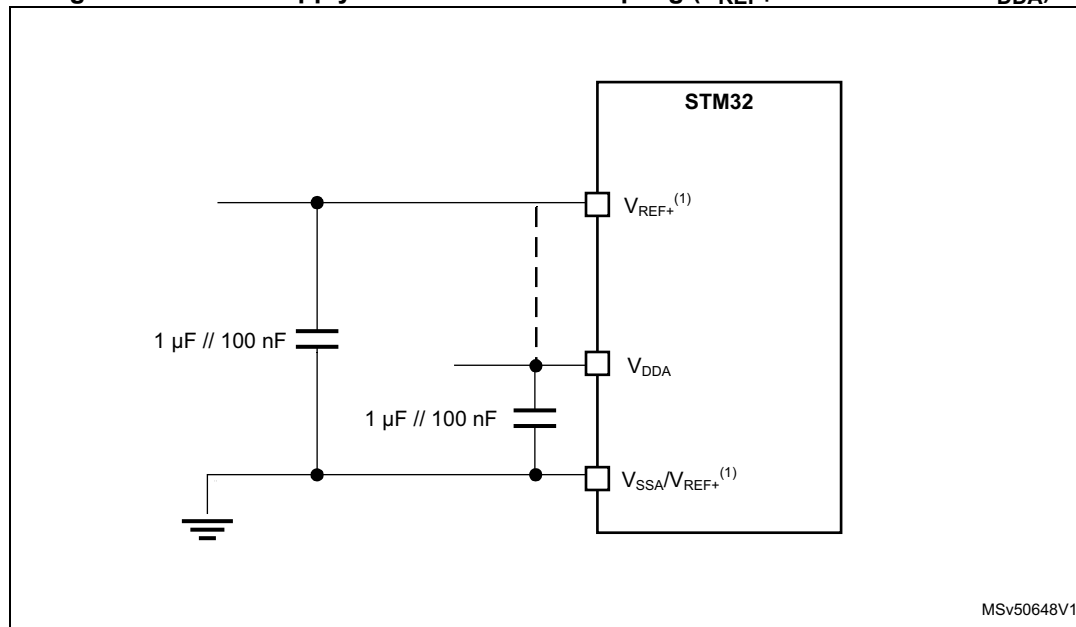 STM32
VREF+(1)
1 µF // 100 nF
VDDA
1 µF // 100 nF
VSSA/VREF+(1)
MSv50648V1